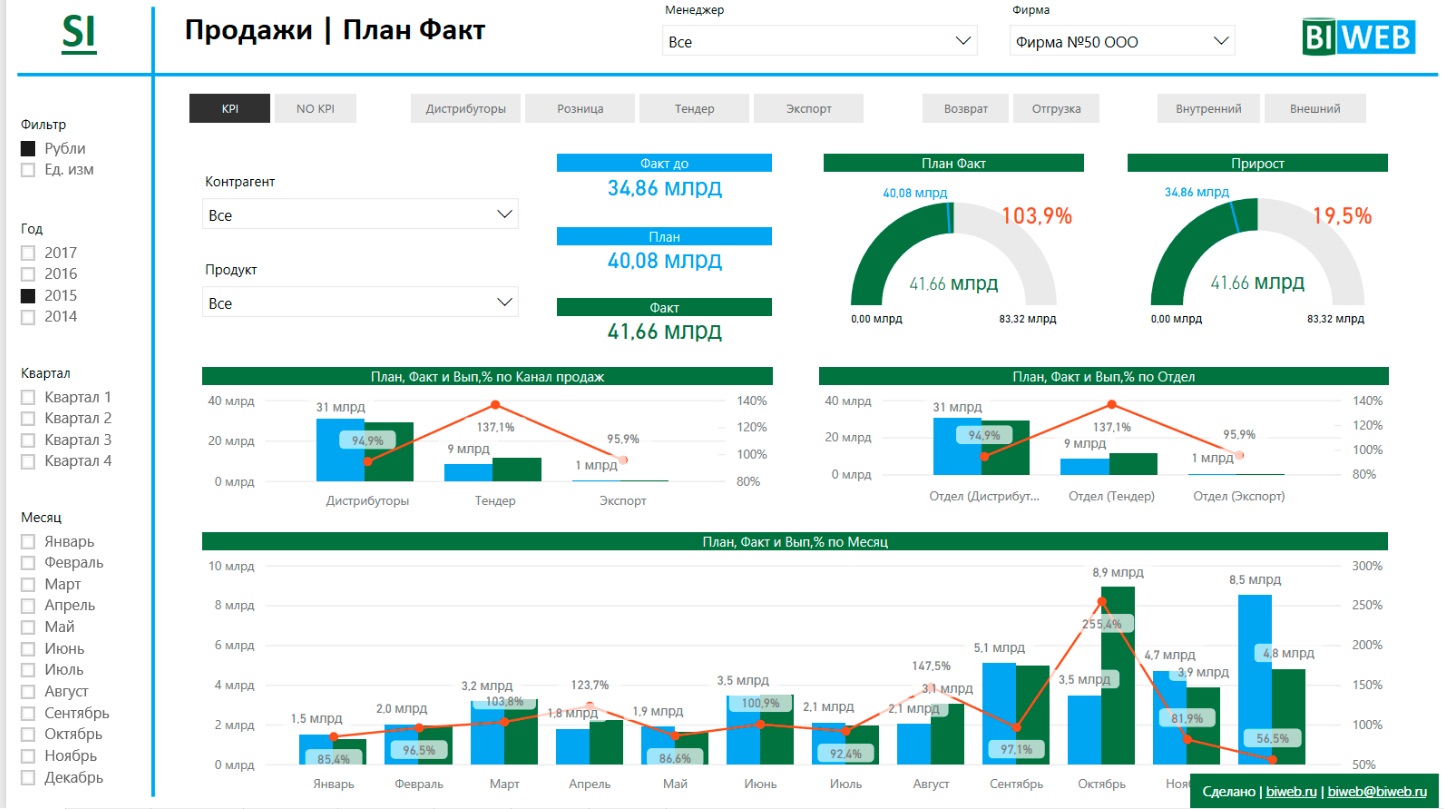 SI
Продажи | План Факт
Менеджер
Все
Фирма
Фирма №50 ООО
BI WEB
KPI
NO KPI
Дистрибуторы
Розница
Тендер
Экспорт
Возврат
Отгрузка
Внутренний
Внешний
Фильтр
Рубли
Ед. изм
Год
2017
2016
2015
2014
Квартал
Квартал 1
Квартал 2
Квартал 3
Квартал 4
Месяц
Январь
Февраль
Март
Апрель
Май
Июнь
Июль
Август
Сентябрь
Октябрь
Ноябрь
Декабрь
Контрагент
Все
Продукт
Все
Факт до
34,86 млрд
План
40,08 млрд
Факт
41,66 млрд
План Факт
40,08 млрд
103,9%
41.66 млрд
0,00 млрд
83.32 млрд
Прирост
34,86 млрд
19,5%
41.66 млрд
0,00 млрд
83.32 млрд
План, Факт и Вып,% по Канал продаж
40 млрд
20 млрд
0 млрд
31 млрд
94,9%
9 млрд
137,1%
1 млрд
95,9%
140%
120%
100%
80%
Дистрибуторы
Тендер
Экспорт
План, Факт и Вып,% по Отдел
40 млрд
20 млрд
0 млрд
31 млрд
94,9%
9 млрд
137,1%
1 млрд
95,9%
140%
120%
100%
80%
Отдел (Дистрибут...
Отдел (Тендер)
Отдел (Экспорт)
План, Факт и Вып,% по Месяц
10 млрд
8 млрд
6 млрд
4 млрд
2 млрд
0 млрд
1,5 млрд
85,4%
2,0 млрд
96,5%
3,2 млрд
103,8%
1,8 млрд
123,7%
1,9 млрд
86,6%
3,5 млрд
100,9%
2,1 млрд
92,4%
2,1 млрд
147,5%
3,1 млрд
5,1 млрд
97,1%
3,5 млрд
255,4%
8,9 млрд
4,7 млрд
81,9%
3,9 млрд
8,5 млрд
4,8 млрд
56,5%
300%
250%
200%
150%
100%
50%
Январь
Февраль
Март
Апрель
Май
Июнь
Июль
Август
Сентябрь
Октябрь
Сделано | biweb.ru | biweb@biweb.ru